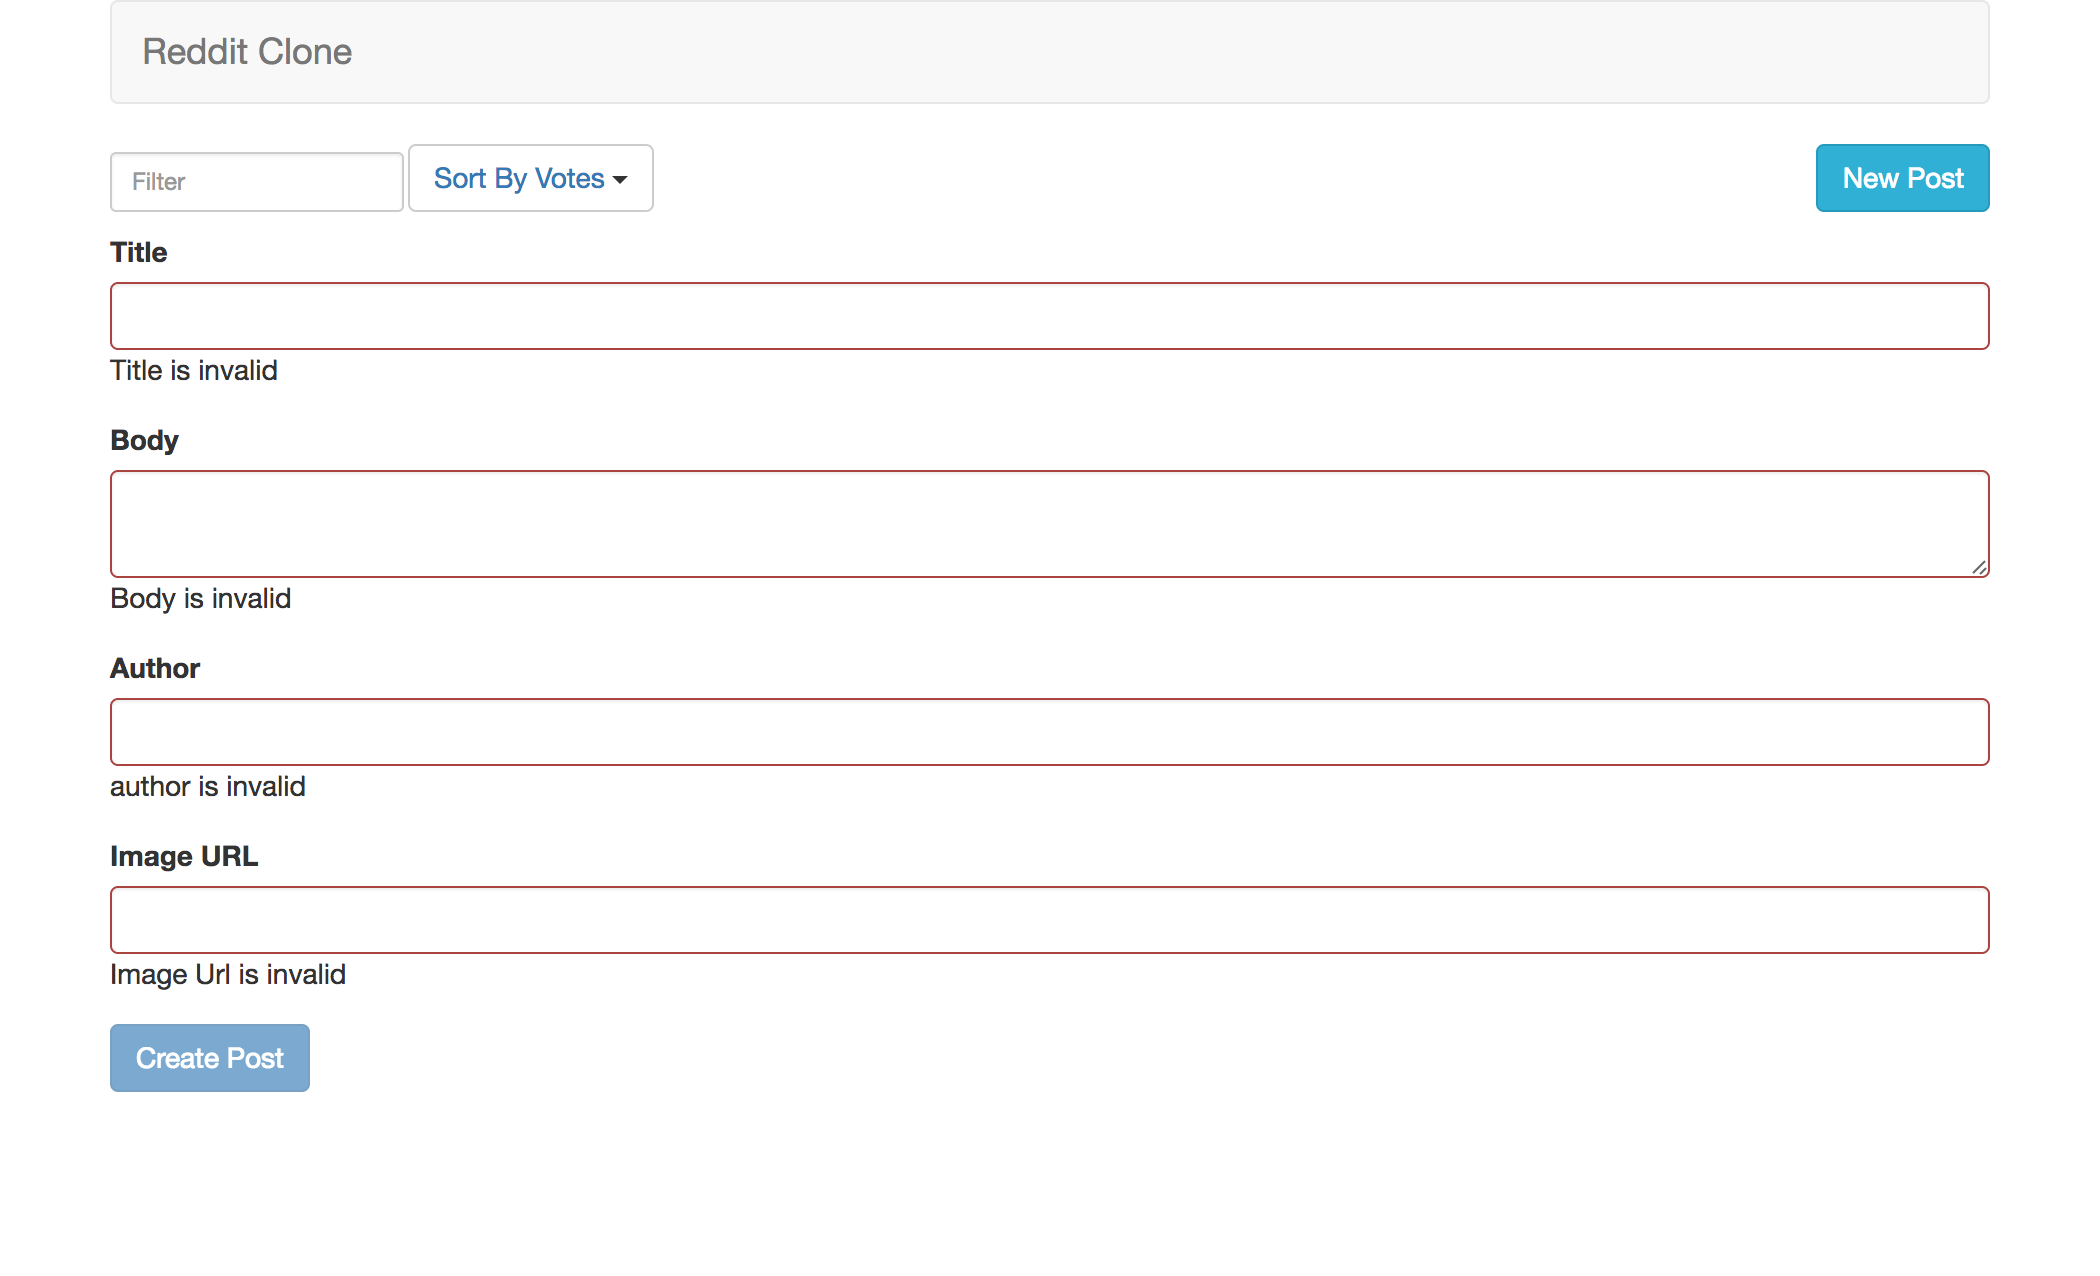 Reddit Clone
Filter
Sort By Votes
New Post
Title
Title is invalid
Body
Body is invalid
Author
author is invalid
Image URL
Image Url is invalid
Create Post